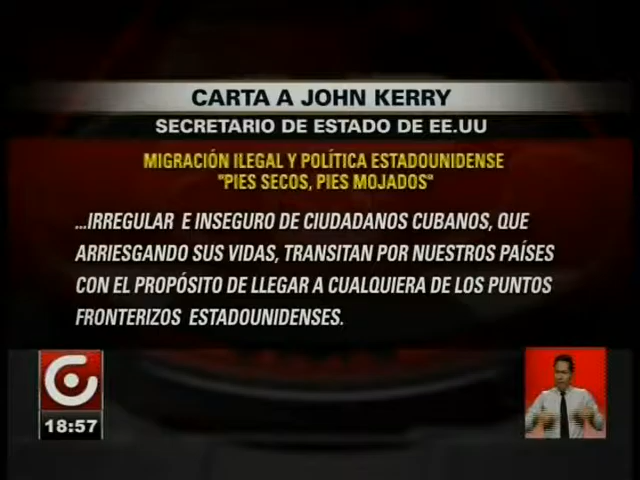 CARTA A JOHN KERRY
SECRETARIO DE ESTADO DE EE.UU
MIGRACIÓN ILEGAL Y POLÍTICA ESTADOUNIDENSE
"PIES SECOS, PIES MOJADOS"
...IRREGULAR E INSEGURO DE CIUDADANOS CUBANOS, QUE
ARRIESGANDO SUS VIDAS, TRANSITAN POR NUESTROS PAÍSES
CON EL PROPÓSITO DE LLEGAR A CUALQUIERA DE LOS PUNTOS
FRONTERIZOS ESTADOUNIDENSES.
18:57